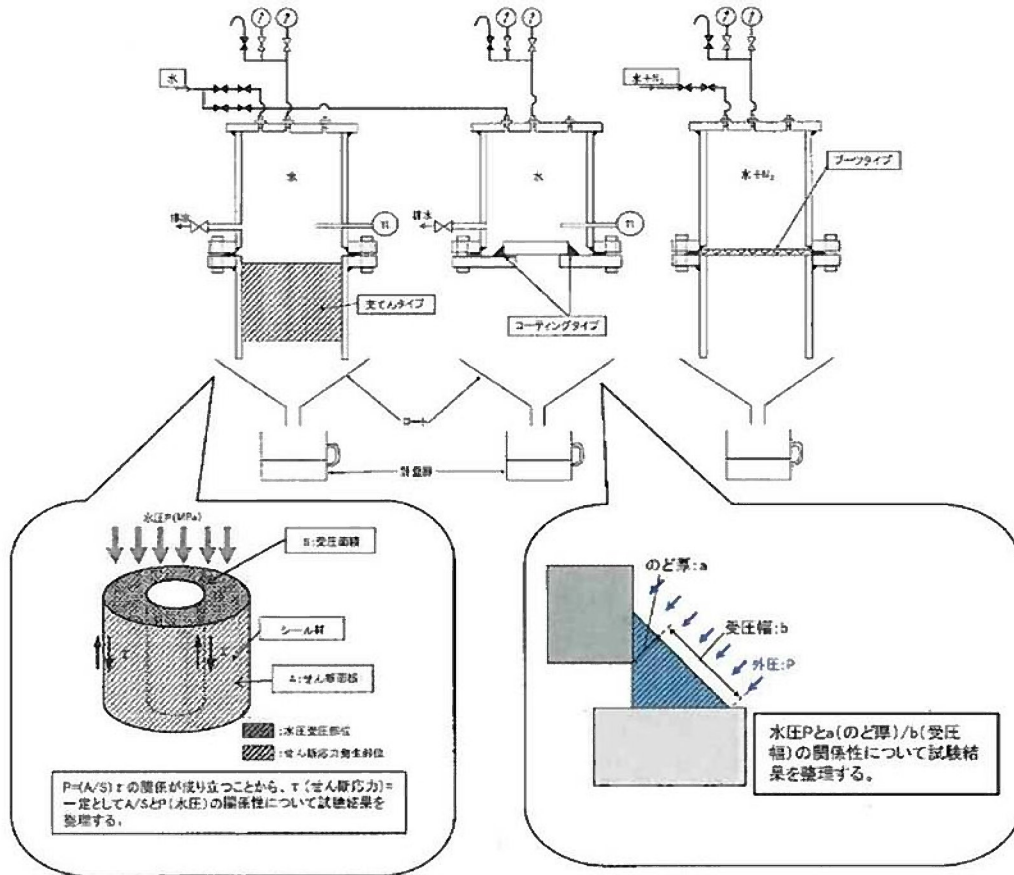 水
水+N₂
水
水
水+N₂
ブーツタイプ
排水
TI
排水
TI
充てんタイプ
コーティングタイプ
ロート
計量器
水圧P(MPa)
S:受圧面積
シール材
τ
τ
A:せん断面積
:水圧受圧部位
:せん断応力発生部位
P=(A/S)τの関係が成り立つことから、τ(せん断応力)=
一定としてA/SとP(水圧)の関係性について試験結果を
整理する。
のど厚:a
受圧幅:b
外圧:P
水圧Pとa(のど厚)/b(受圧
幅)の関係性について試験結
果を整理する。